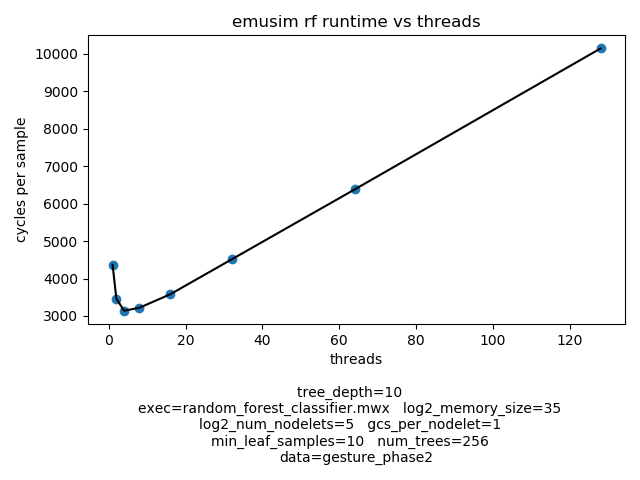 emusim rf runtime vs threads
10000
9000
8000
7000
6000
5000
4000
3000
cycles per sample
0 20 40 60 80 100 120
threads
tree_depth=10
exec=random_forest_classifier.mwx log2_memory_size=35
log2_num_nodelets=5 gcs_per_nodelet=1
min_leaf_samples=10 num_trees=256
data=gesture_phase2